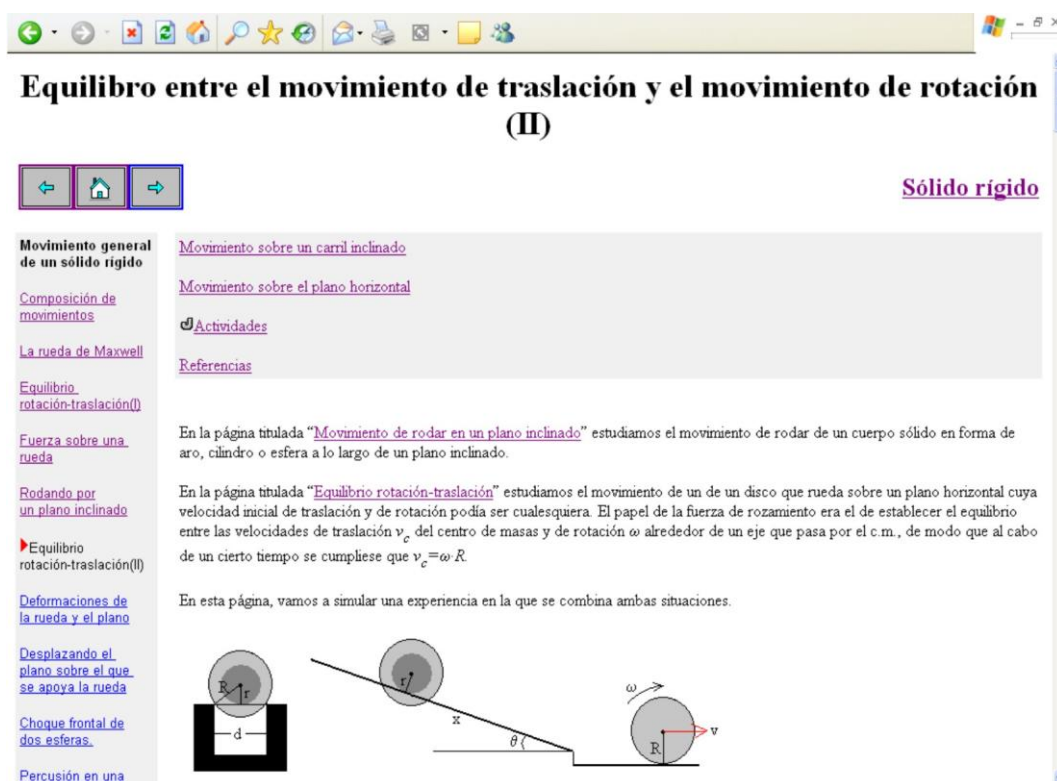 Equilibro entre el movimiento de traslación y el movimiento de rotación
(II)
Sólido rígido
Movimiento general
de un sólido rígido
Composición de
movimientos
La rueda de Maxwell
Equilibrio
rotación-traslación(I)
Fuerza sobre una
rueda
Rodando por
un plano inclinado
Equilibrio
rotación-traslación(II)
Deformaciones de
la rueda y el plano
Desplazando el
plano sobre el que
se apoya la rueda
Choque frontal de
dos esferas.
Percusión en una
Movimiento sobre un carril inclinado
Movimiento sobre el plano horizontal
Actividades
Referencias
En la página titulada “Movimiento de rodar en un plano inclinado” estudiamos el movimiento de rodar de un cuerpo sólido en forma de
aro, cilindro o esfera a lo largo de un plano inclinado.
En la página titulada “Equilibrio rotación-traslación” estudiamos el movimiento de un de un disco que rueda sobre un plano horizontal cuya
velocidad inicial de traslación y de rotación podía ser cualesquiera. El papel de la fuerza de rozamiento era el de establecer el equilibrio
entre las velocidades de traslación v_c del centro de masas y de rotación ω alrededor de un eje que pasa por el c.m., de modo que al cabo
de un cierto tiempo se cumpliese que v_c=ω·R.
En esta página, vamos a simular una experiencia en la que se combina ambas situaciones.
R r
d
r
x
θ
ω
v
R